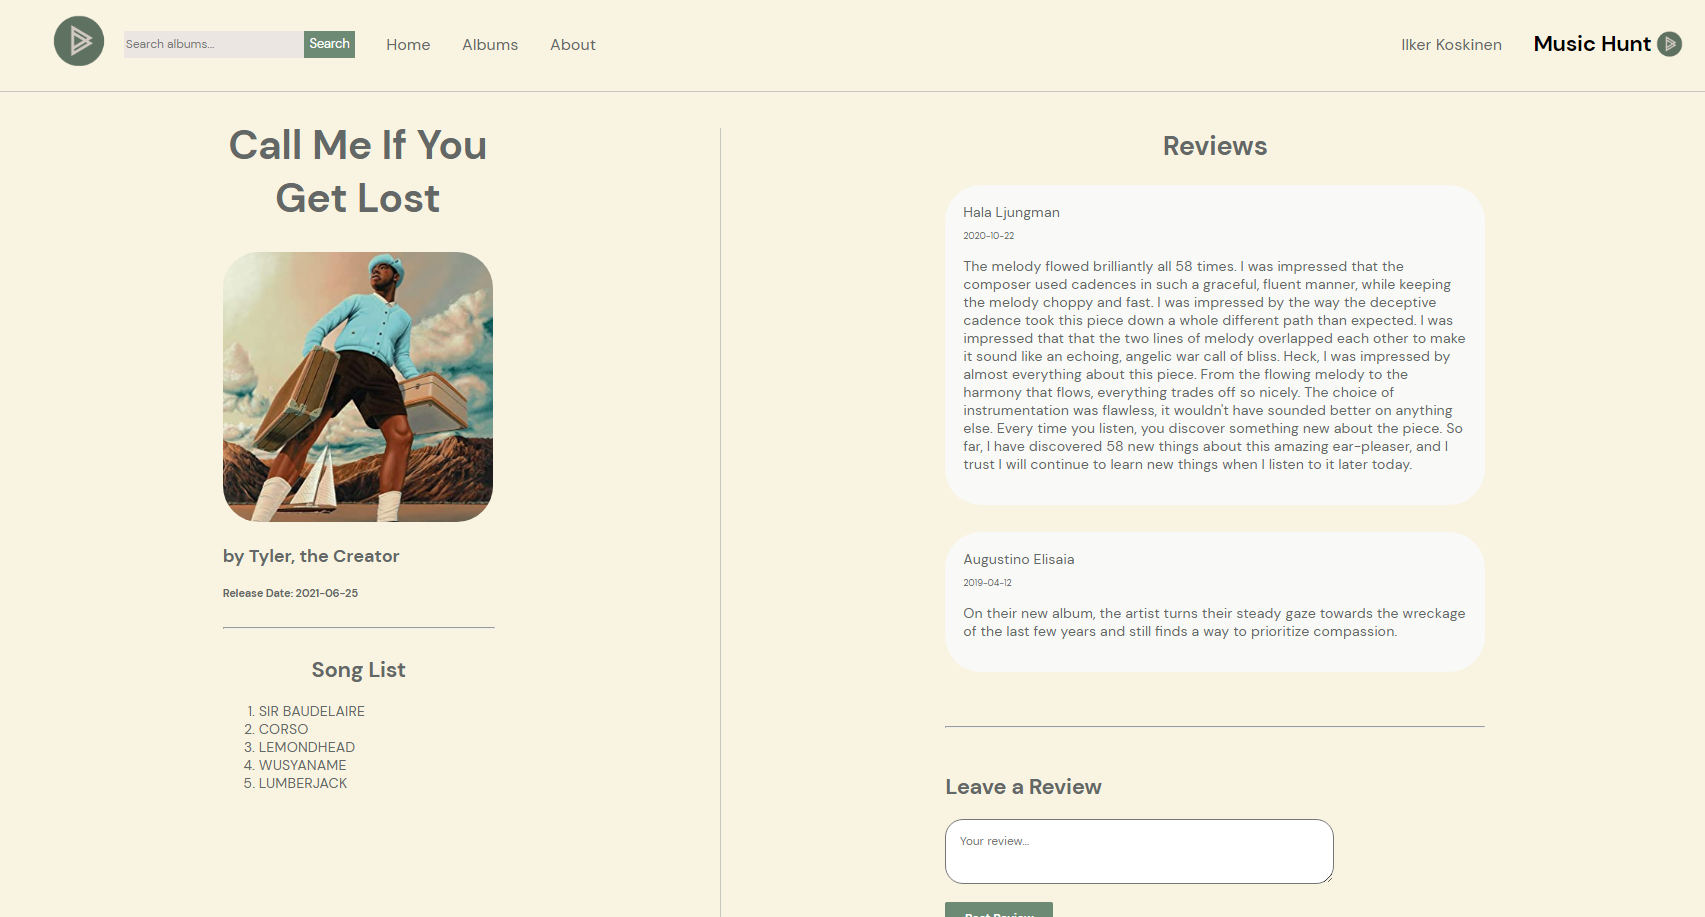 Search albums...
Search
Home
Albums
About
Ilker Koskinen
Music Hunt
Call Me If You
Get Lost
by Tyler, the Creator
Release Date: 2021-06-25
Song List
1. SIR BAUDELAIRE
2. CORSO
3. LEMONDHEAD
4. WUSYANAME
5. LUMBERJACK
Reviews
Hala Ljungman
2020-10-22
The melody flowed brilliantly all 58 times. I was impressed that the
composer used cadences in such a graceful, fluent manner, while keeping
the melody choppy and fast. I was impressed by the way the deceptive
cadence took this piece down a whole different path than expected. I was
impressed that that the two lines of melody overlapped each other to make
it sound like an echoing, angelic war call of bliss. Heck, I was impressed by
almost everything about this piece. From the flowing melody to the
harmony that flows, everything trades off so nicely. The choice of
instrumentation was flawless, it wouldn't have sounded better on anything
else. Every time you listen, you discover something new about the piece. So
far, I have discovered 58 new things about this amazing ear-pleaser, and I
trust I will continue to learn new things when I listen to it later today.
Augustino Elisaia
2019-04-12
On their new album, the artist turns their steady gaze towards the wreckage
of the last few years and still finds a way to prioritize compassion.
Leave a Review
Your review...
Post Review